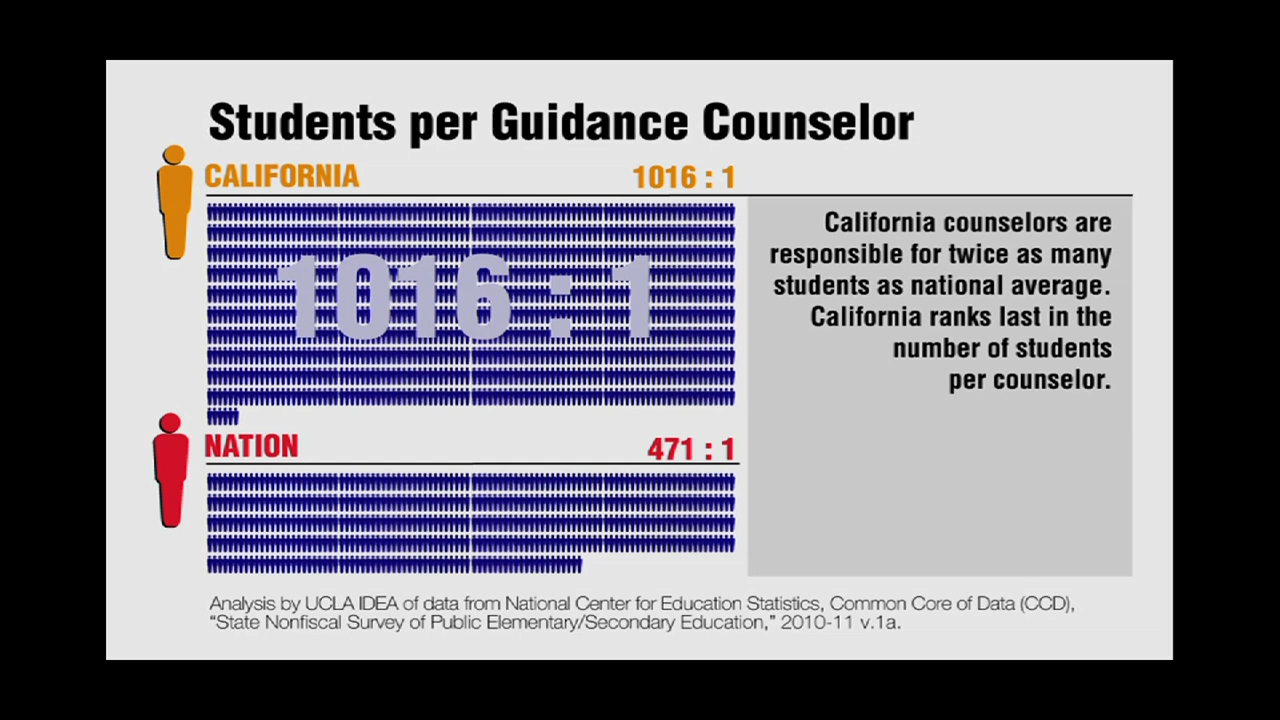 Students per Guidance Counselor
CALIFORNIA 1016 : 1
1016 : 1
California counselors are
responsible for twice as many
students as national average.
California ranks last in the
number of students
per counselor.
NATION 471 : 1
Analysis by UCLA IDEA of data from National Center for Education Statistics, Common Core of Data (CCD),
“State Nonfiscal Survey of Public Elementary/Secondary Education,” 2010-11 v.1a.